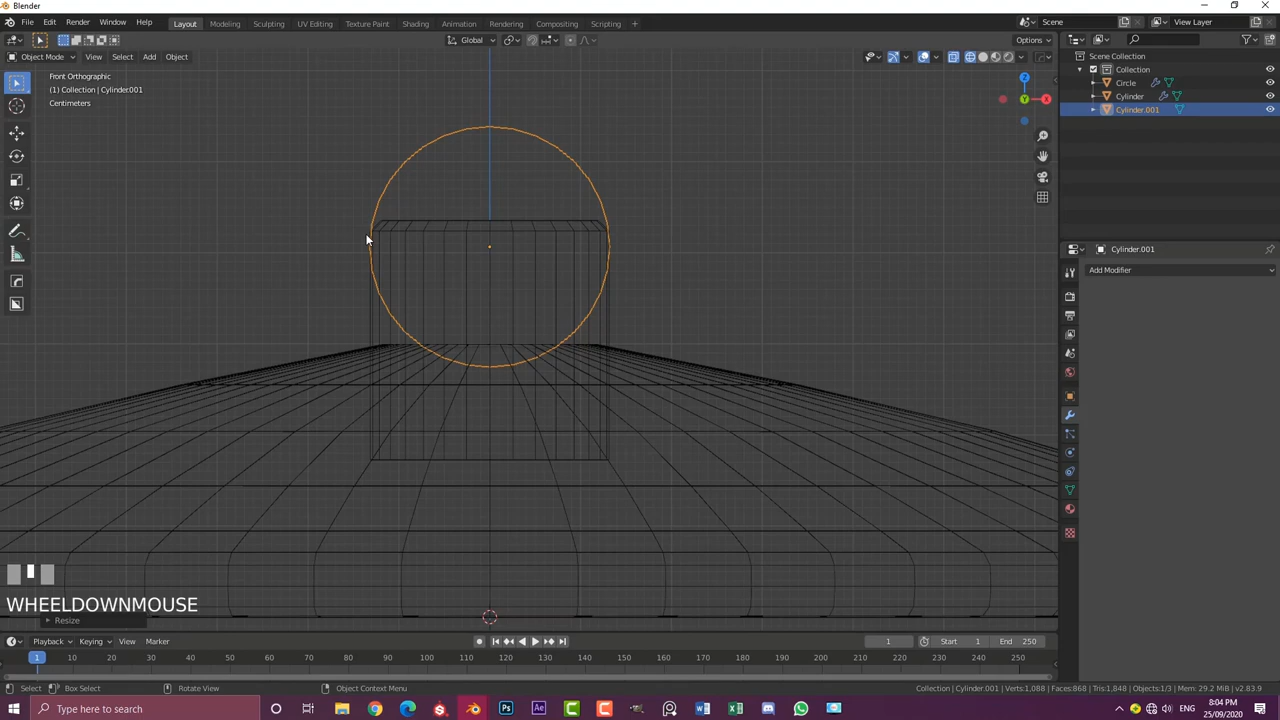 Blender
File Edit Render Window Help
Layout Modeling Sculpting UV Editing Texture Paint Shading Animation Compositing Rendering Scripting +
Scene
View Layer
Global
Options
Object Mode View Select Add Object
Front Orthographic
(1) Collection | Cylinder.001
Centimeters
Z
Y
X
Scene Collection
Collection
Circle
Cylinder
Cylinder.001
Cylinder.001
Add Modifier
WHEELDOWNMOUSE
Resize
Playback Keying View Marker
1
Start 1
End 250
1 10 20 30 40 50 60 70 80 90 100 110 120 130 140 150 160 170 180 190 200 210 220 230 240 250
Select Box Select Rotate View Object Context Menu
Collection | Cylinder.001 | Verts:1,088 | Faces:868 | Tris:1,848 | Objects:1/3 | Mem: 29.2 MiB | v2.83.9
Type here to search
8:04 PM
25/09/2020